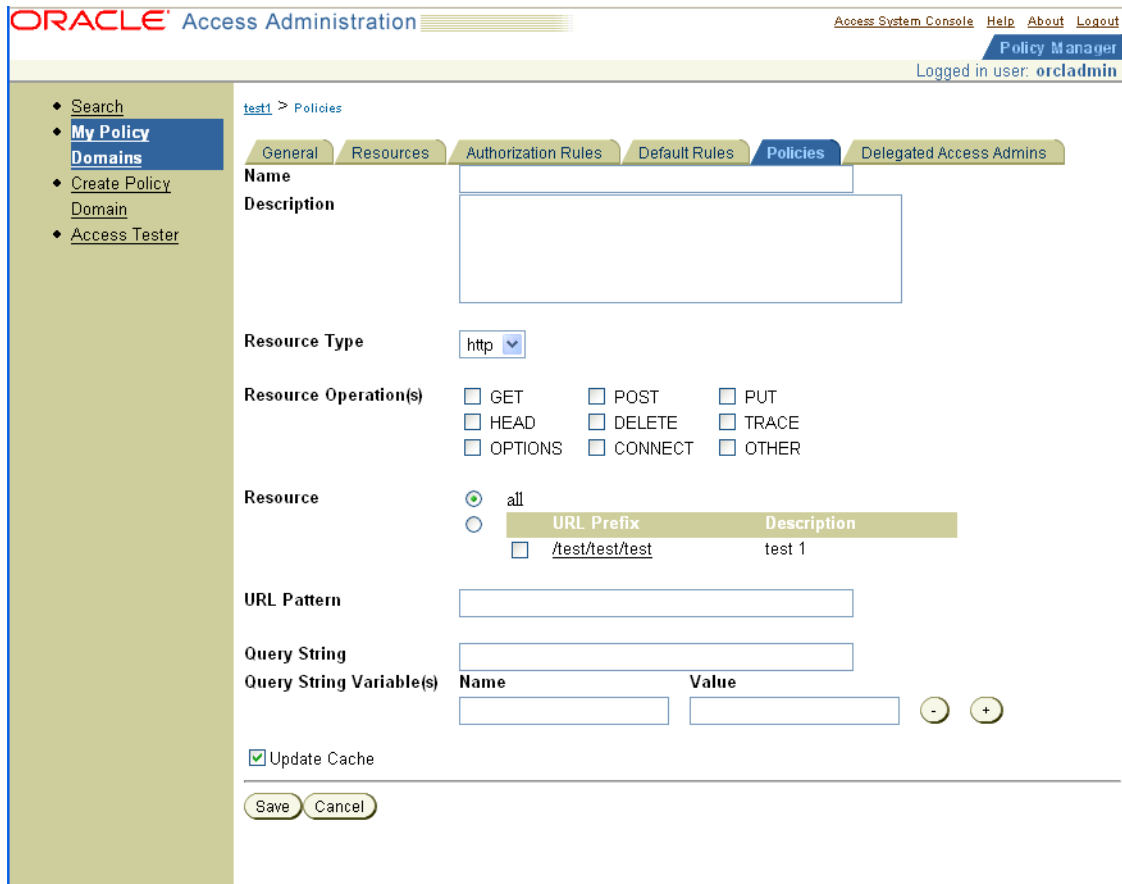 ORACLE Access Administration
Access System Console Help About Logout
Policy Manager
Logged in user: orcladmin
Search
My Policy
Domains
Create Policy
Domain
Access Tester
test1 > Policies
General Resources Authorization Rules Default Rules Policies Delegated Access Admins
Name
Description
Resource Type http
Resource Operation(s) GET POST PUT
HEAD DELETE TRACE
OPTIONS CONNECT OTHER
Resource all
URL Prefix Description
/test/test/test test 1
URL Pattern
Query String
Query String Variable(s) Name Value
- +
Update Cache
Save Cancel